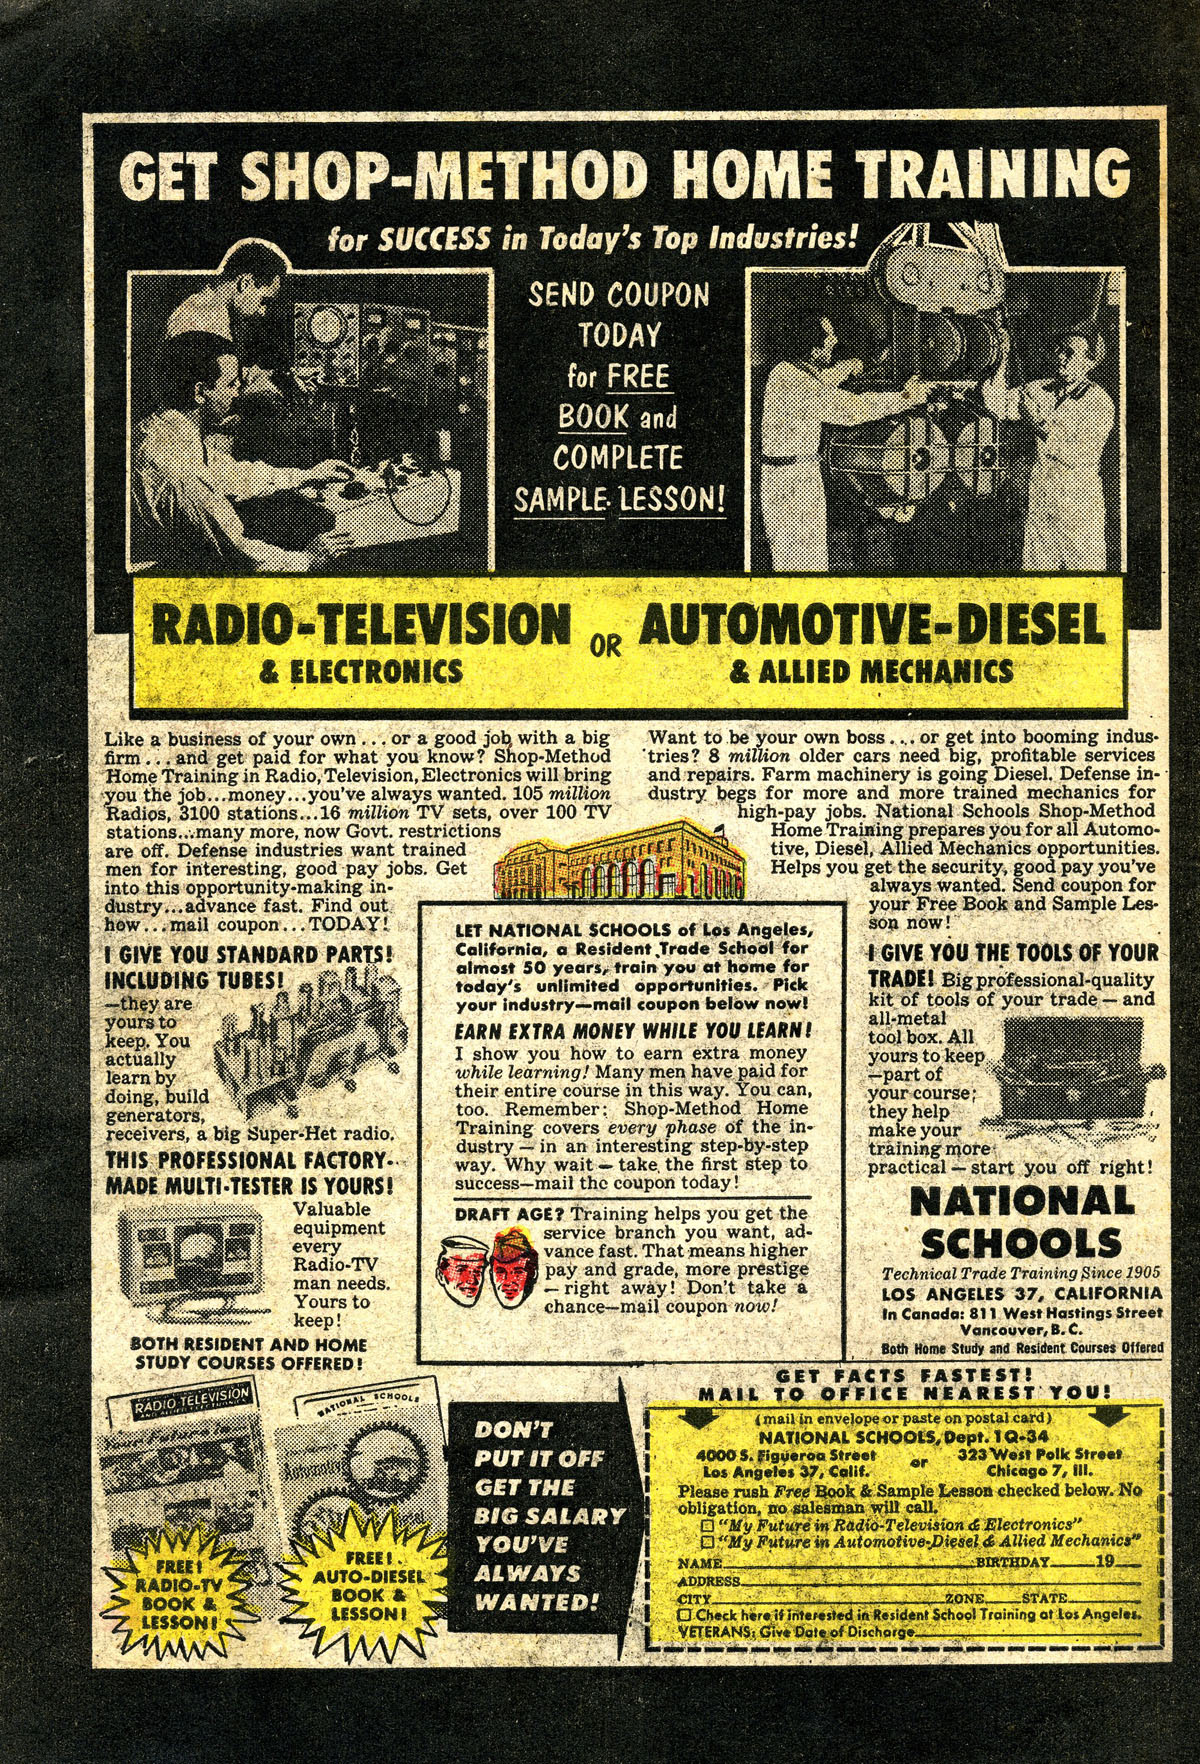 GET SHOP-METHOD HOME TRAINING
for SUCCESS in Today's Top Industries!
SEND COUPON
TODAY
for FREE
BOOK and
COMPLETE
SAMPLE LESSON!
RADIO-TELEVISION
& ELECTRONICS
OR
AUTOMOTIVE-DIESEL
& ALLIED MECHANICS
Like a business of your own...or a good job with a big
firm...and get paid for what you know? Shop-Method
Home Training in Radio, Television, Electronics will bring
you the job...money...you've always wanted. 105 million
Radios, 3100 stations...16 million TV sets, over 100 TV
stations...many more, now Govt. restrictions
are off. Defense industries want trained
men for interesting, good pay jobs. Get
into this opportunity-making in-
dustry...advance fast. Find out
how...mail coupon...TODAY!
I GIVE YOU STANDARD PARTS!
INCLUDING TUBES!
—they are
yours to
keep. You
actually
learn by
doing, build
generators,
receivers, a big Super-Het radio.
THIS PROFESSIONAL FACTORY-
MADE MULTI-TESTER IS YOURS!
Valuable
equipment
every
Radio-TV
man needs.
Yours to
keep!
BOTH RESIDENT AND HOME
STUDY COURSES OFFERED!
Want to be your own boss...or get into booming indus-
tries? 8 million older cars need big, profitable services
and repairs. Farm machinery is going Diesel. Defense in-
dustry begs for more and more trained mechanics for
high-pay jobs. National Schools Shop-Method
Home Training prepares you for all Automo-
tive, Diesel, Allied Mechanics opportunities.
Helps you get the security, good pay you've
always wanted. Send coupon for
your Free Book and Sample Les-
son now!
I GIVE YOU THE TOOLS OF YOUR
TRADE! Big professional-quality
kit of tools of your trade — and
all-metal
tool box. All
yours to keep
—part of
your course;
they help
make your
training more
practical — start you off right!
LET NATIONAL SCHOOLS of Los Angeles,
California, a Resident Trade School for
almost 50 years, train you at home for
today's unlimited opportunities. Pick
your industry—mail coupon below now!
EARN EXTRA MONEY WHILE YOU LEARN!
I show you how to earn extra money
while learning! Many men have paid for
their entire course in this way. You can,
too. Remember: Shop-Method Home
Training covers every phase of the in-
dustry — in an interesting step-by-step
way. Why wait — take the first step to
success—mail the coupon today!
DRAFT AGE? Training helps you get the
service branch you want, ad-
vance fast. That means higher
pay and grade, more prestige
— right away! Don't take a
chance—mail coupon now!
NATIONAL
SCHOOLS
Technical Trade Training Since 1905
LOS ANGELES 37, CALIFORNIA
In Canada: 811 West Hastings Street
Vancouver, B. C.
Both Home Study and Resident Courses Offered
RADIO TELEVISION
Your Future in
NATIONAL SCHOOLS
FREE!
RADIO-TV
BOOK &
LESSON!
FREE!
AUTO-DIESEL
BOOK &
LESSON!
DON'T
PUT IT OFF
GET THE
BIG SALARY
YOU'VE
ALWAYS
WANTED!
GET FACTS FASTEST!
MAIL TO OFFICE NEAREST YOU!
(mail in envelope or paste on postal card)
NATIONAL SCHOOLS, Dept. 1Q-34
4000 S. Figueroa Street or 323 West Polk Street
Los Angeles 37, Calif. Chicago 7, Ill.
Please rush Free Book & Sample Lesson checked below. No
obligation, no salesman will call.
☐ "My Future in Radio-Television & Electronics"
☐ "My Future in Automotive-Diesel & Allied Mechanics"
NAME BIRTHDAY 19
ADDRESS
CITY ZONE STATE
☐ Check here if interested in Resident School Training at Los Angeles.
VETERANS: Give Date of Discharge